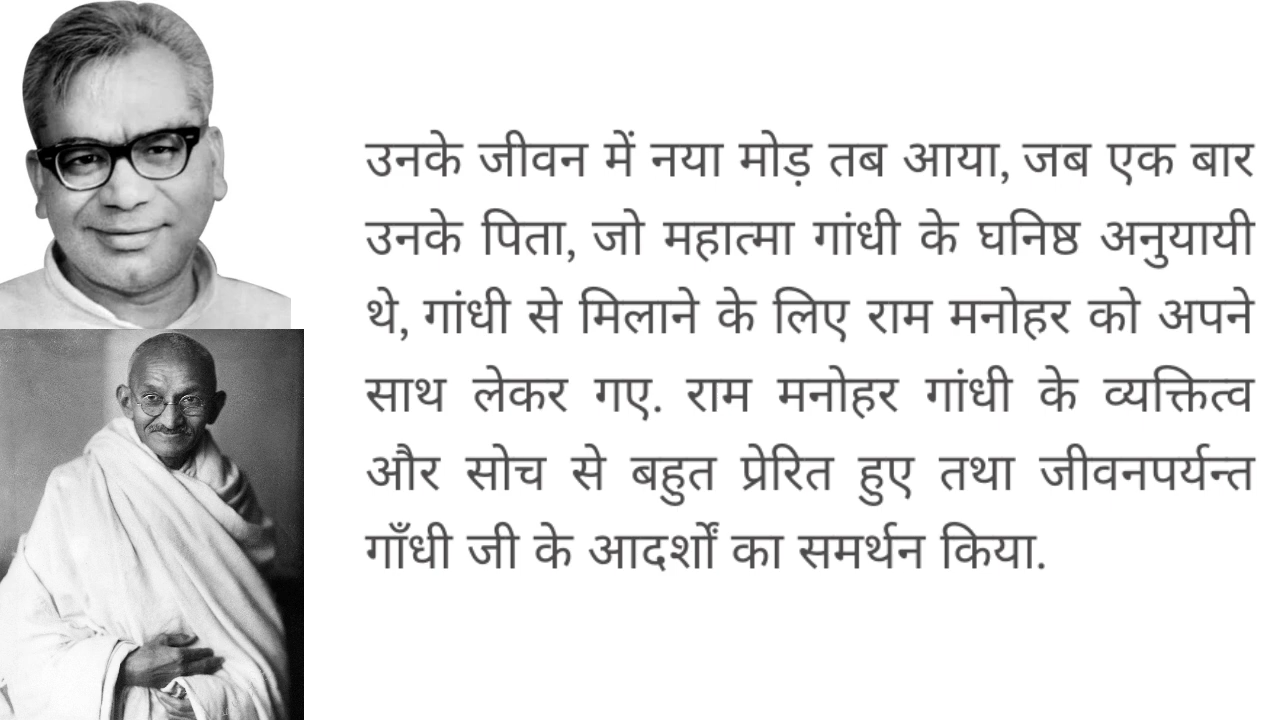 उनके जीवन में नया मोड़ तब आया, जब एक बार
उनके पिता, जो महात्मा गांधी के घनिष्ठ अनुयायी
थे, गांधी से मिलाने के लिए राम मनोहर को अपने
साथ लेकर गए. राम मनोहर गांधी के व्यक्तित्व
और सोच से बहुत प्रेरित हुए तथा जीवनपर्यन्त
गाँधी जी के आदर्शों का समर्थन किया.